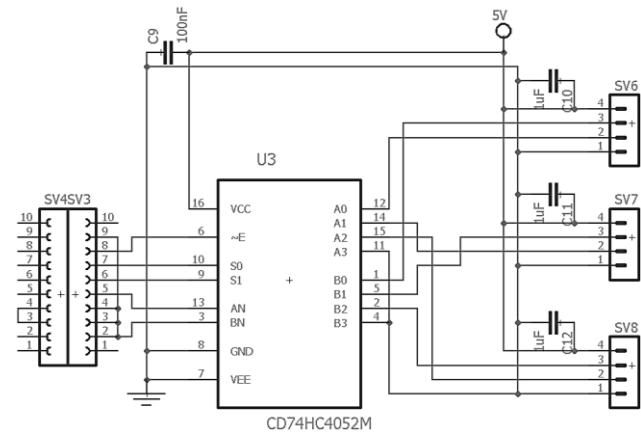 C9
100nF
5V
SV6
1uF
C10
4
3
2
1
U3
SV4SV3
SV7
16 VCC A0 12
10 10
9 9
8 8
7 7
6 6
5 5
4 4
3 3
2 2
1 1
6 ~E A1 14
A2 15
10 S0 A3 11
9 S1 B0 1
B1 5
13 AN B2 2
3 BN B3 4
8 GND
7 VEE
1uF
C11
4
3
2
1
SV8
1uF
C12
4
3
2
1
CD74HC4052M